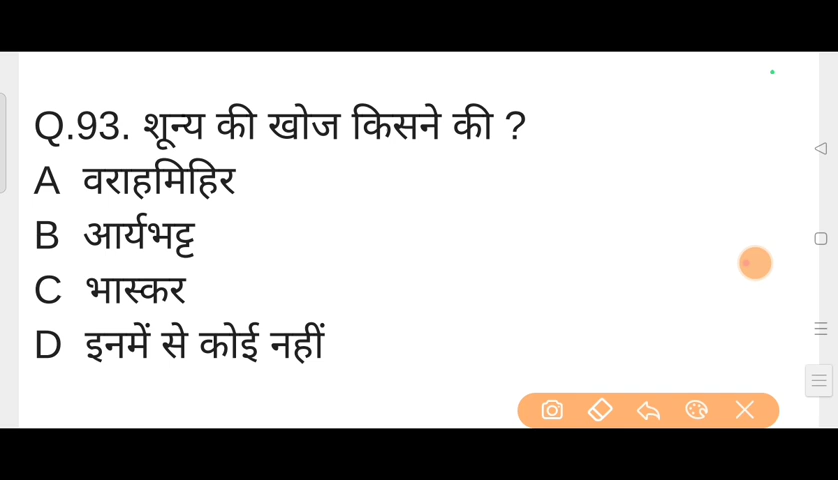 Q.93. शून्य की खोज किसने की ?
A वराहमिहिर
B आर्यभट्ट
C भास्कर
D इनमें से कोई नहीं